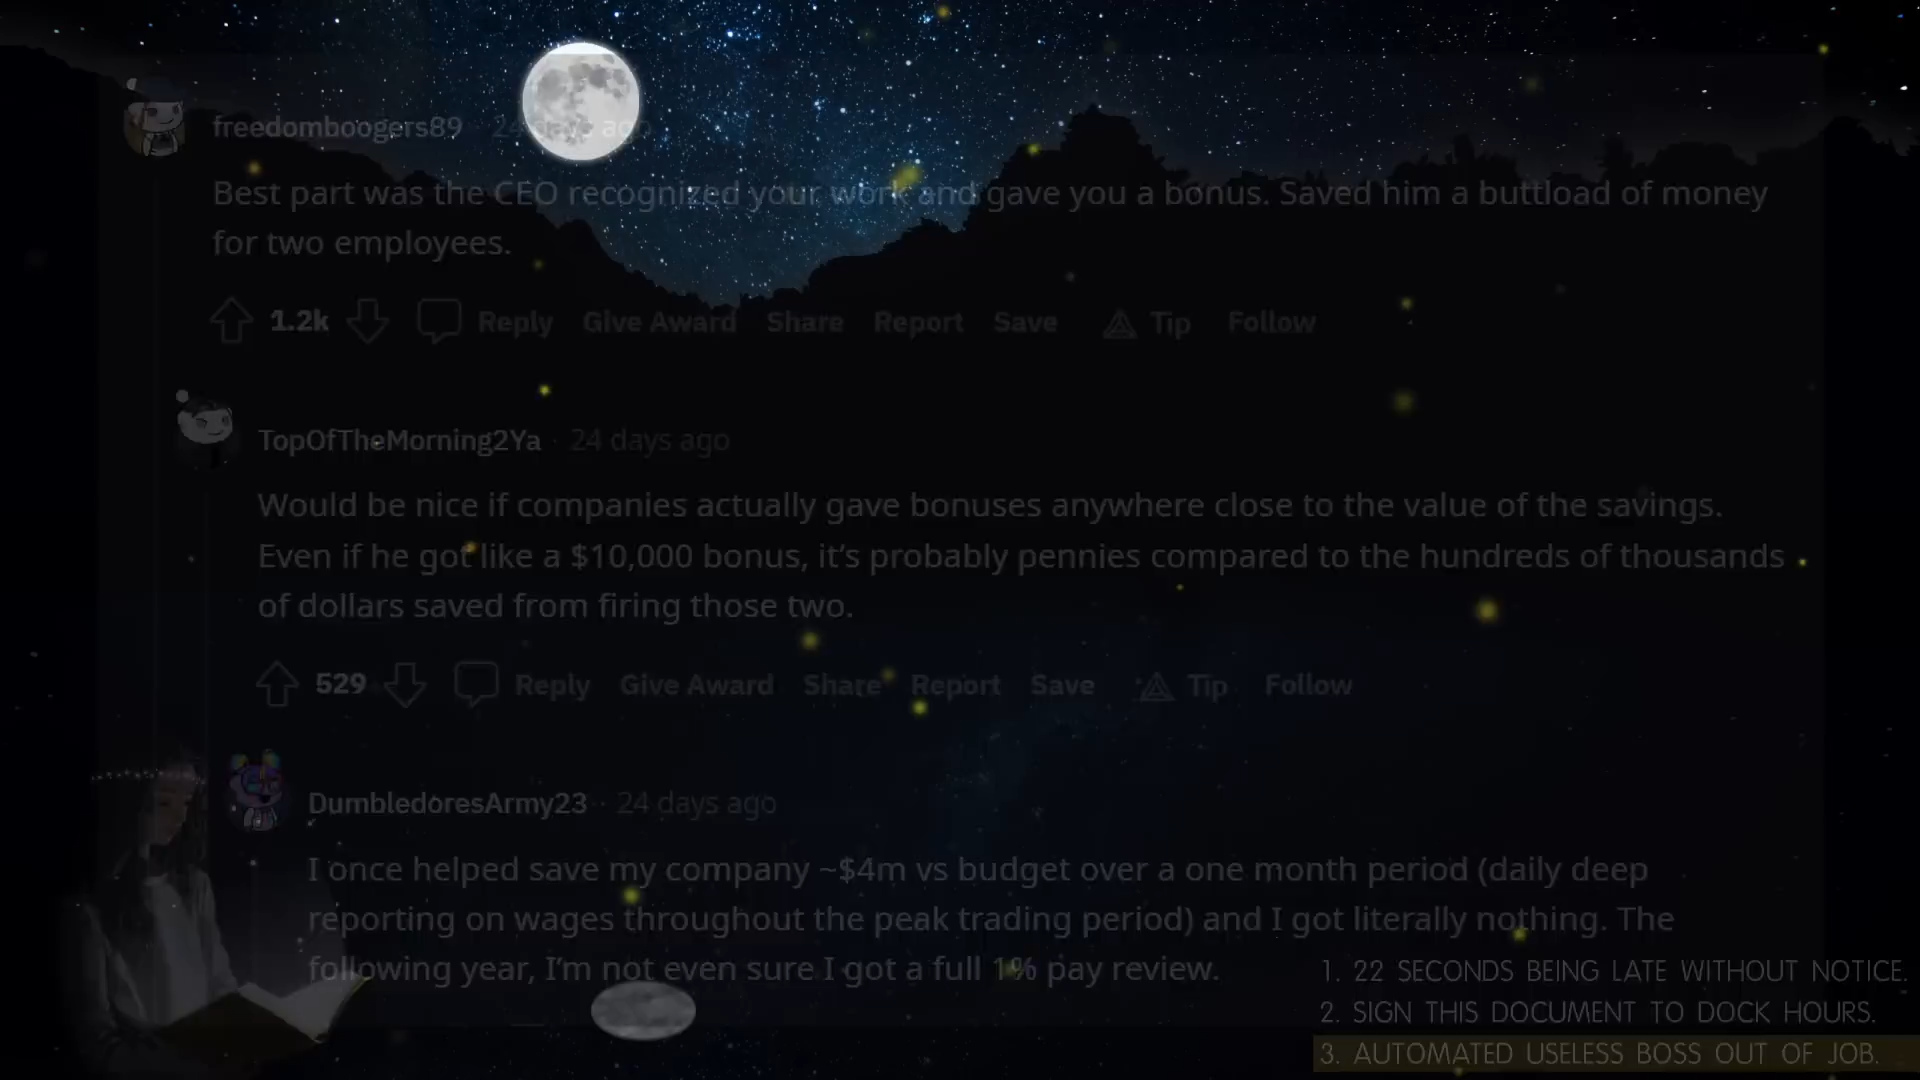 freedomboogers89 · 24 days ago
Best part was the CEO recognized your work and gave you a bonus. Saved him a buttload of money
for two employees.
1.2k Reply Give Award Share Report Save Tip Follow
TopOfTheMorning2Ya · 24 days ago
Would be nice if companies actually gave bonuses anywhere close to the value of the savings.
Even if he got like a $10,000 bonus, it's probably pennies compared to the hundreds of thousands
of dollars saved from firing those two.
529 Reply Give Award Share Report Save Tip Follow
DumbledoresArmy23 · 24 days ago
I once helped save my company ~$4m vs budget over a one month period (daily deep
reporting on wages throughout the peak trading period) and I got literally nothing. The
following year, I'm not even sure I got a full 1% pay review.
1. 22 SECONDS BEING LATE WITHOUT NOTICE.
2. SIGN THIS DOCUMENT TO DOCK HOURS.
3. AUTOMATED USELESS BOSS OUT OF JOB.